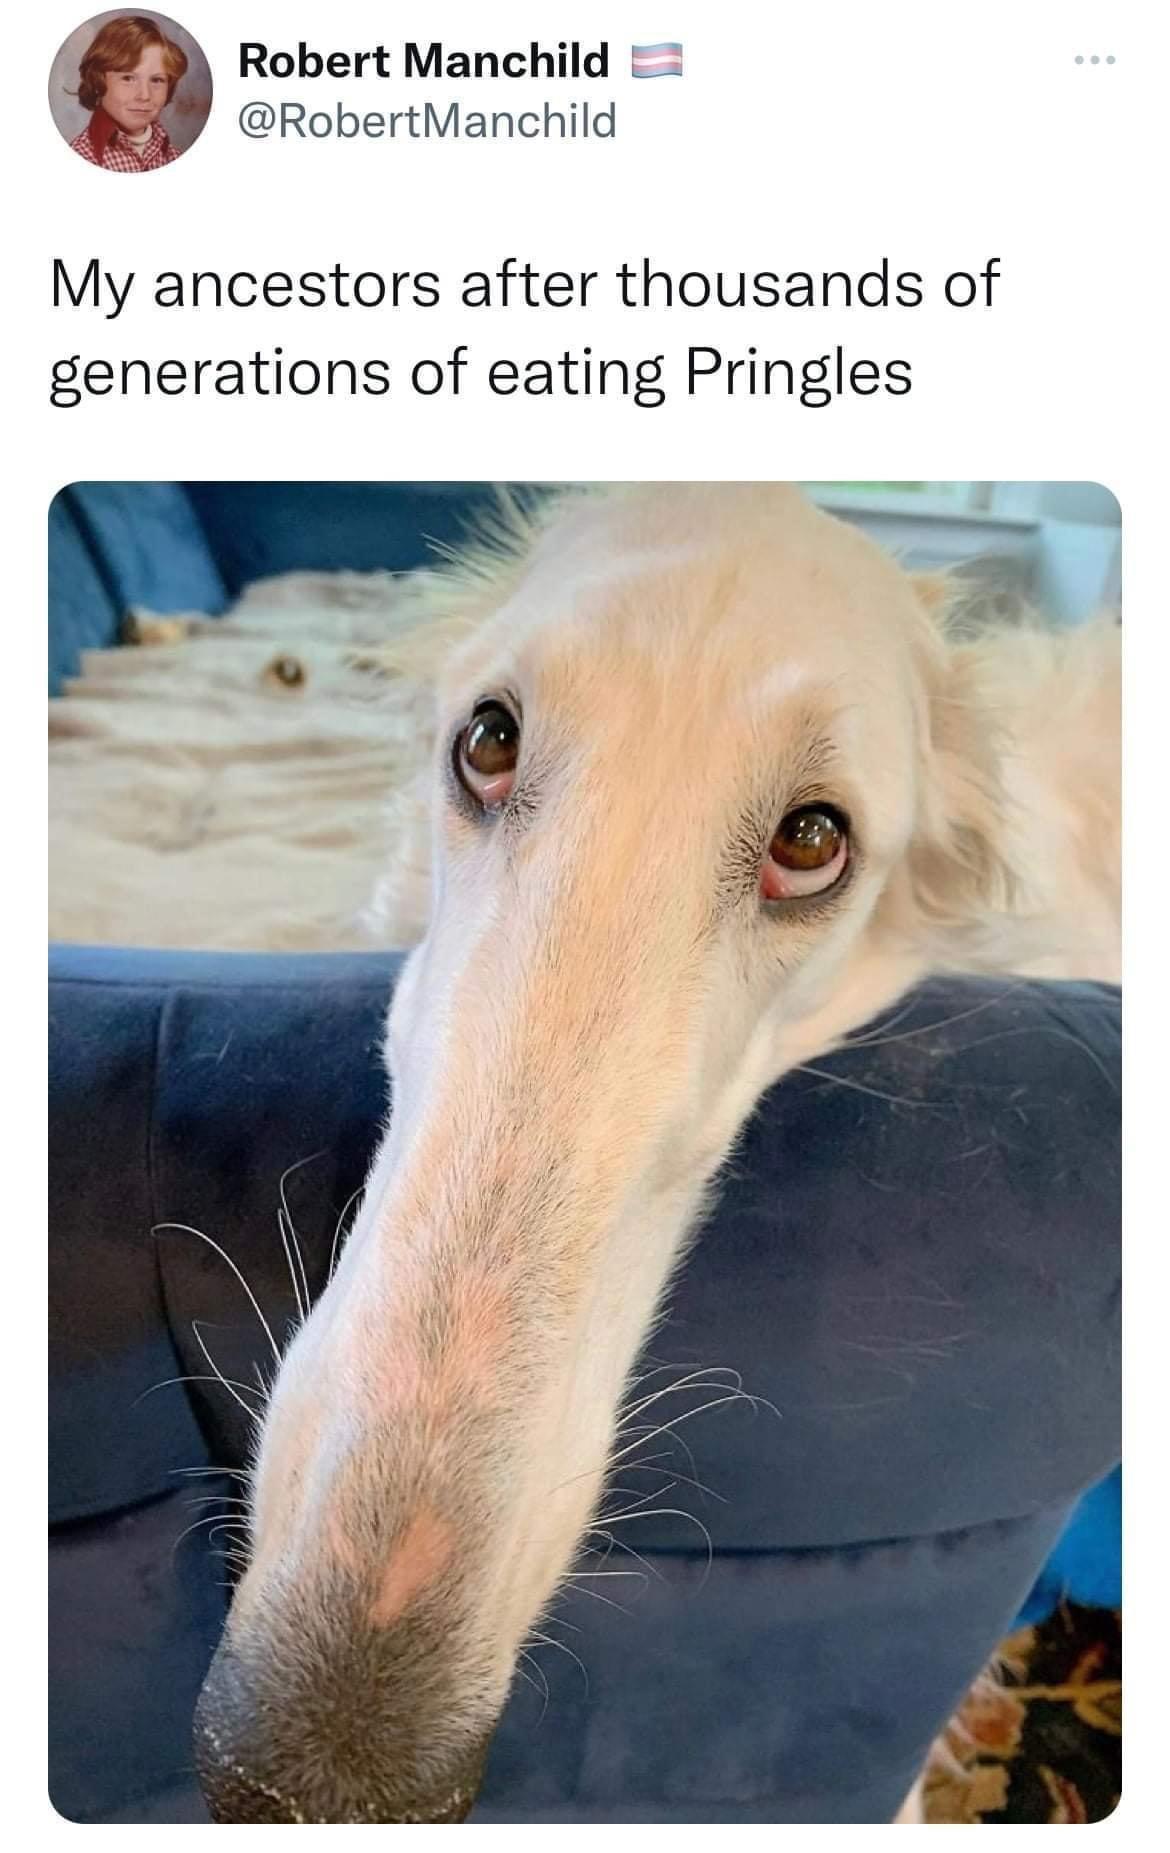 Robert Manchild 🏳️‍⚧️
@RobertManchild
My ancestors after thousands of
generations of eating Pringles